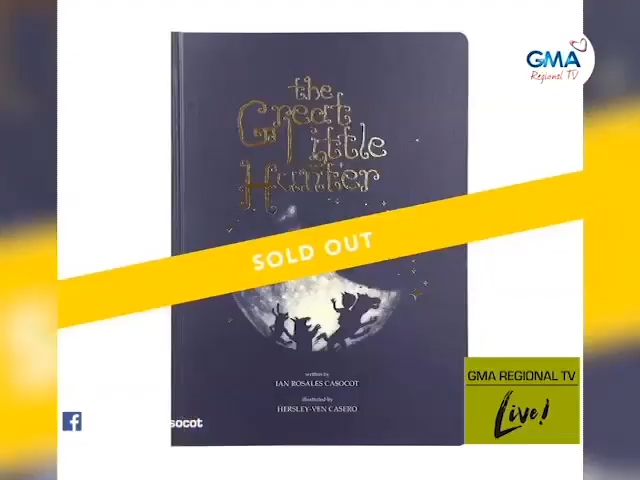 GMA
Regional TV
the
Great
Little
Hunter
SOLD OUT
written by
IAN ROSALES CASOCOT
illustrated by
HERSLEY-VEN CASERO
GMA REGIONAL TV
Live!
socot